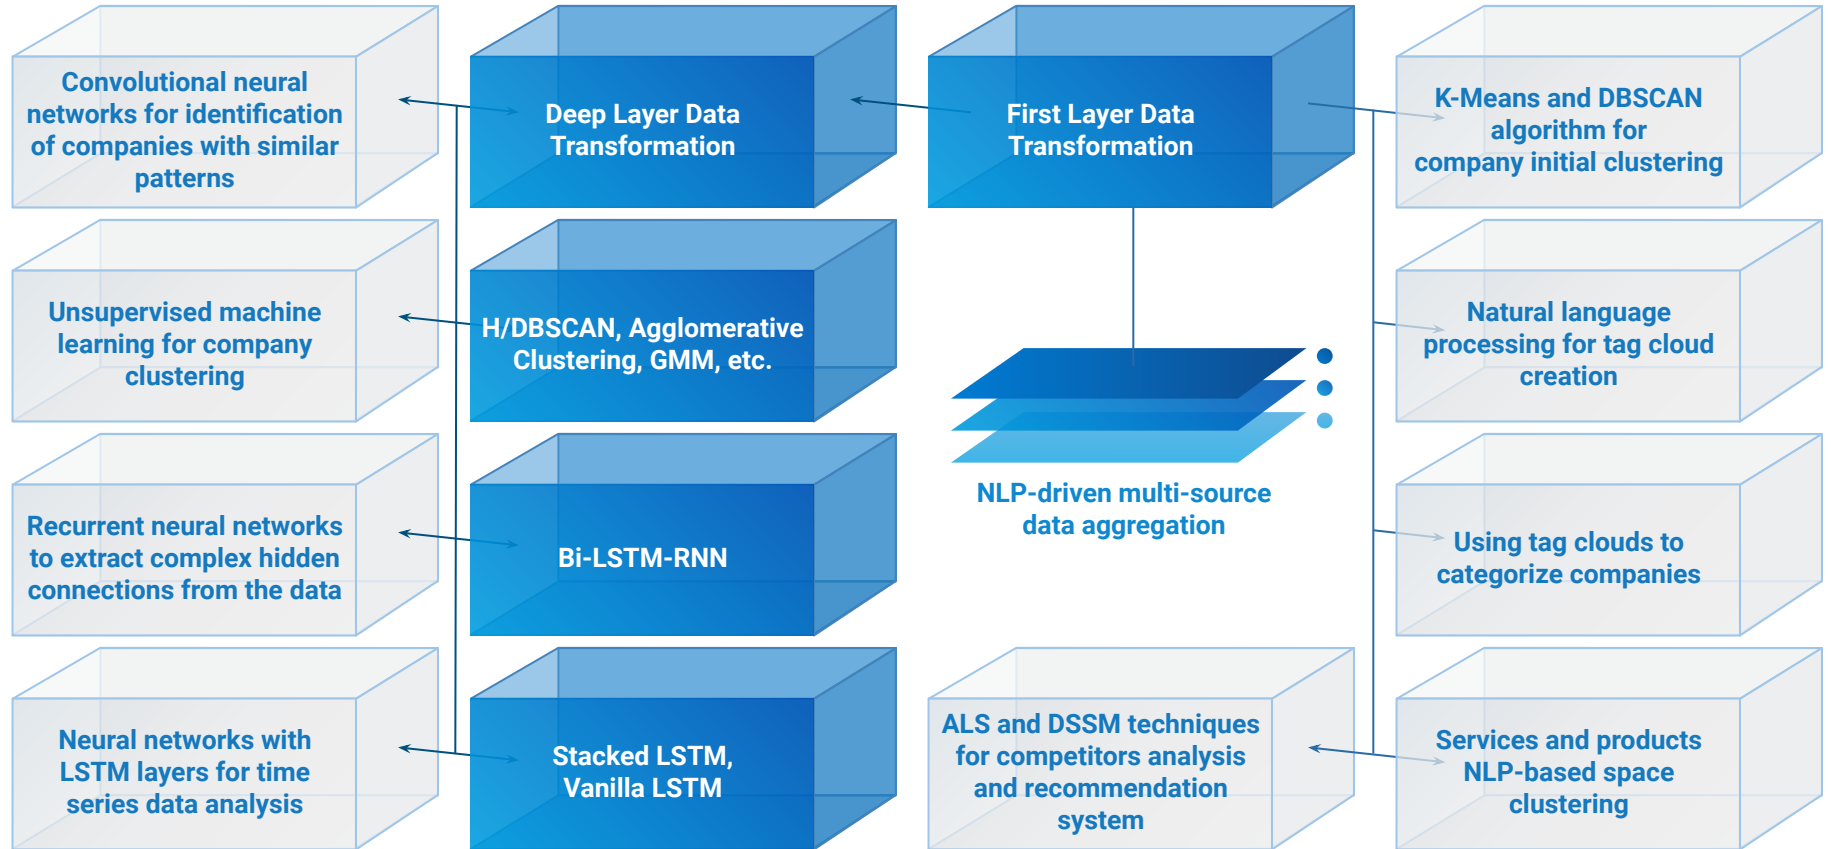 Convolutional neural
networks for identification
of companies with similar
patterns
Deep Layer Data
Transformation
First Layer Data
Transformation
K-Means and DBSCAN
algorithm for
company initial clustering
Unsupervised machine
learning for company
clustering
H/DBSCAN, Agglomerative
Clustering, GMM, etc.
Natural language
processing for tag cloud
creation
NLP-driven multi-source
data aggregation
Recurrent neural networks
to extract complex hidden
connections from the data
Bi-LSTM-RNN
Using tag clouds to
categorize companies
Neural networks with
LSTM layers for time
series data analysis
Stacked LSTM,
Vanilla LSTM
ALS and DSSM techniques
for competitors analysis
and recommendation
system
Services and products
NLP-based space
clustering